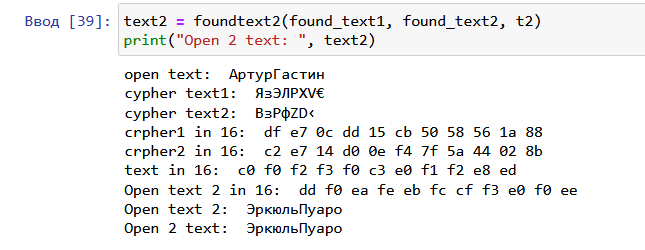 Ввод [39]: text2 = foundtext2(found_text1, found_text2, t2)
print("Open 2 text: ", text2)
open text:  АртурГастин
cypher text1:  ЯзЭЛРХV€
cypher text2:  ВзРфZD‹
crpher1 in 16:  df e7 0c dd 15 cb 50 58 56 1a 88
crpher2 in 16:  c2 e7 14 d0 0e f4 7f 5a 44 02 8b
text in 16:  c0 f0 f2 f3 f0 c3 e0 f1 f2 e8 ed
Open text 2 in 16:  dd f0 ea fe eb fc cf f3 e0 f0 ee
Open text 2:  ЭркюльПуаро
Open 2 text:  ЭркюльПуаро